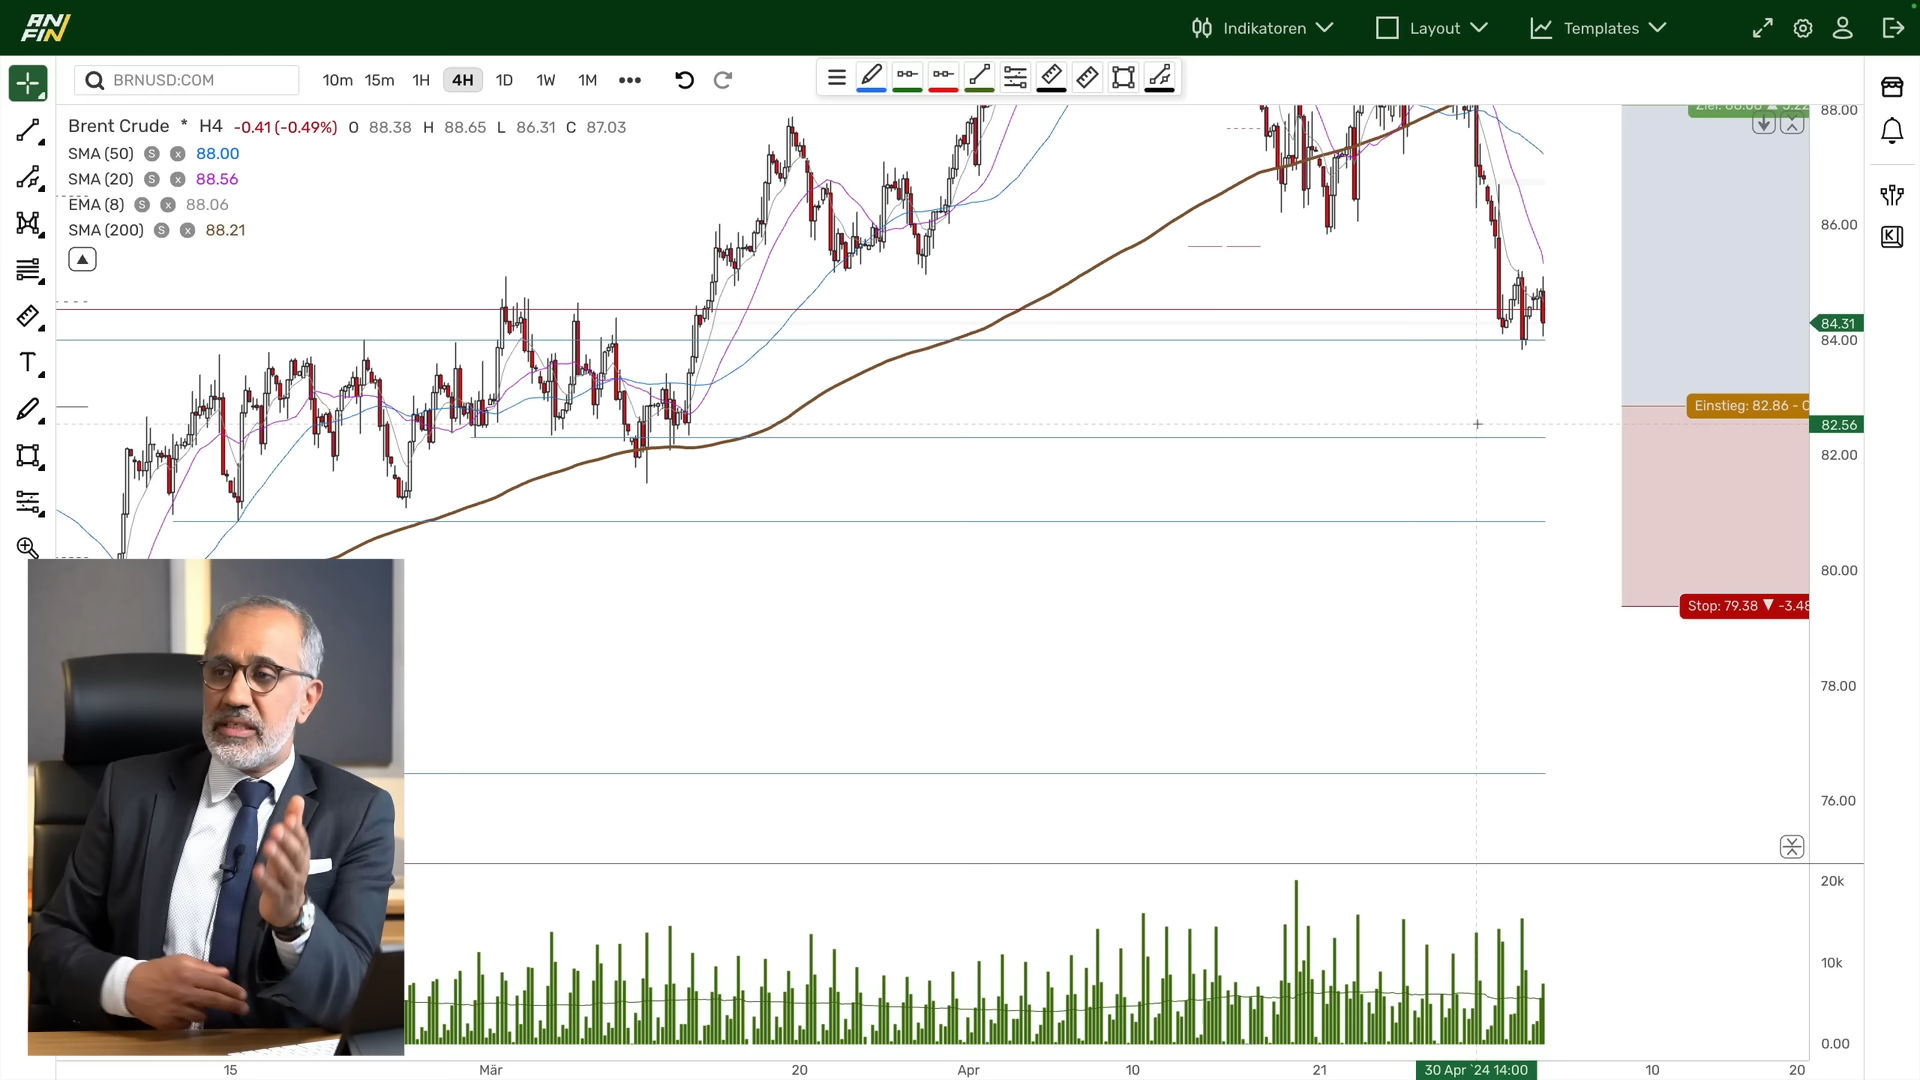 ANFIN
Indikatoren
Layout
Templates
BRNUSD:COM
10m 15m 1H 4H 1D 1W 1M
Brent Crude * H4 -0.41 (-0.49%) O 88.38 H 88.65 L 86.31 C 87.03
SMA (50) S x 88.00
SMA (20) S x 88.56
EMA (8) S x 88.06
SMA (200) S x 88.21
T
K
88.00
86.00
84.31
84.00
Einstieg: 82.86 - 
82.56
82.00
80.00
Stop: 79.38 ▼ -3.48
78.00
76.00
20k
10k
0.00
15 Mär 20 Apr 10 21 30 Apr `24 14:00 10 20